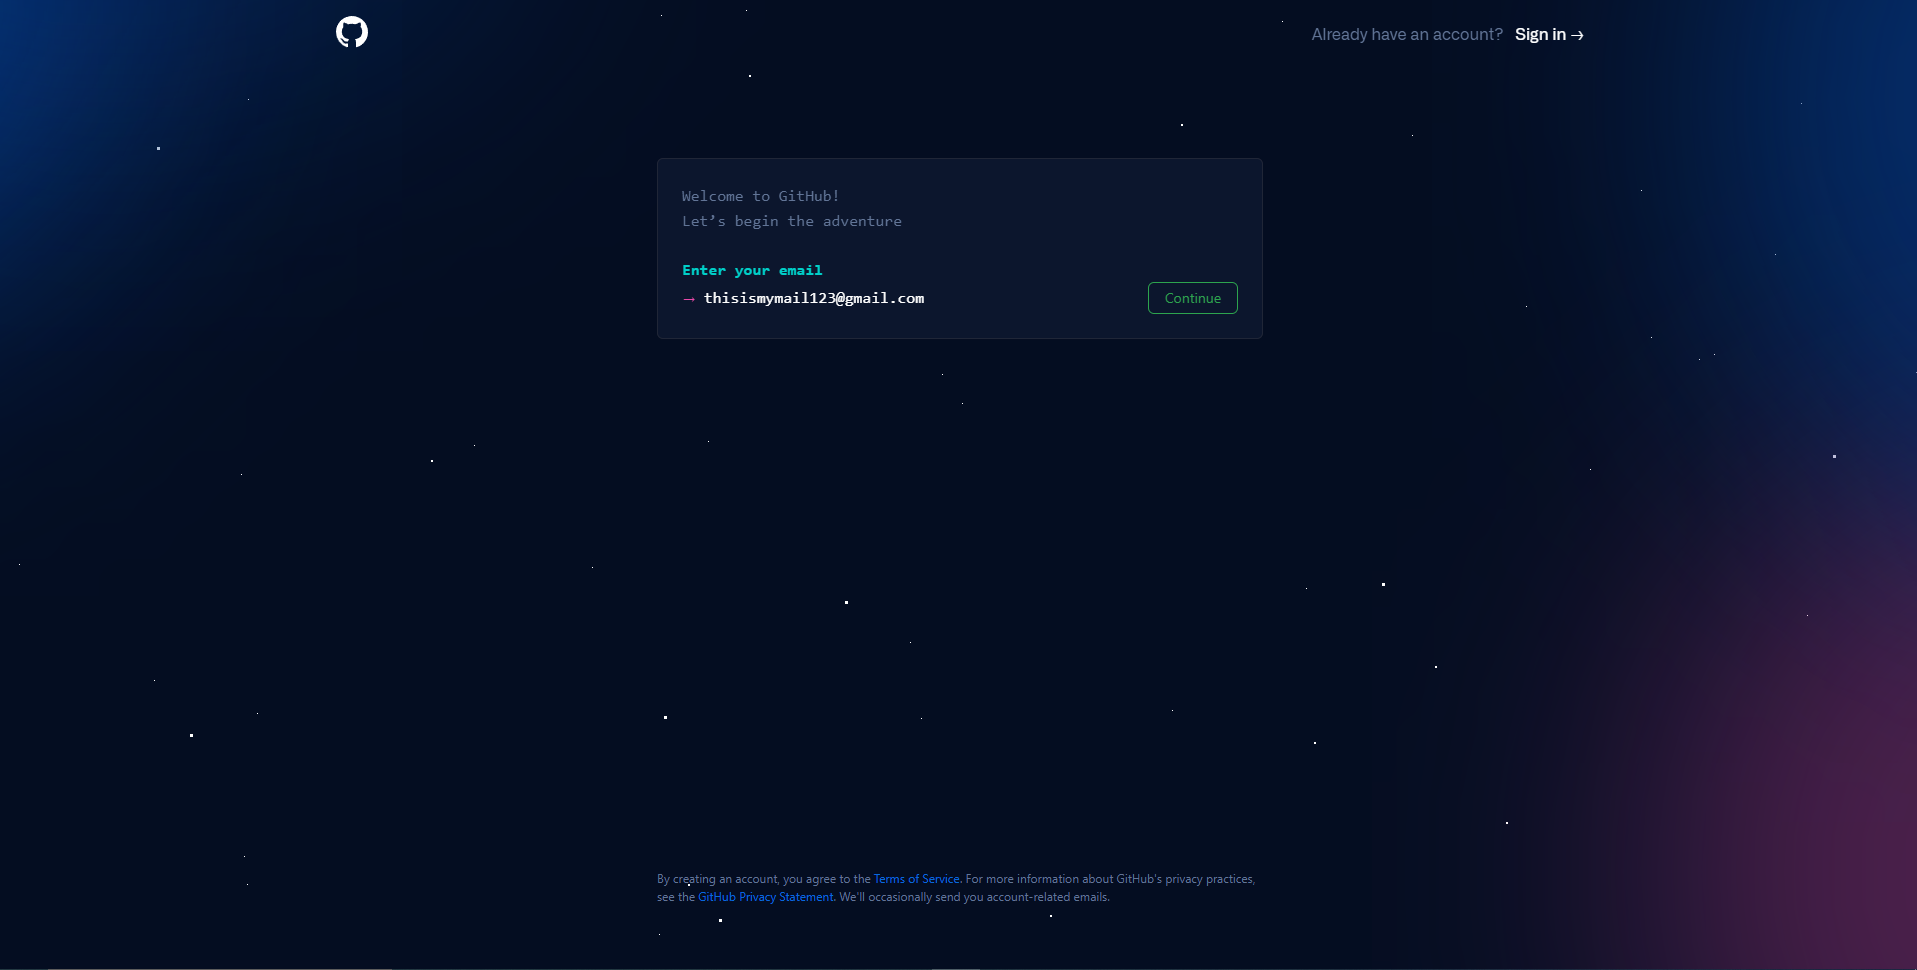 Already have an account? Sign in →
Welcome to GitHub!
Let’s begin the adventure
Enter your email
→ thisismymail123@gmail.com
Continue
By creating an account, you agree to the Terms of Service. For more information about GitHub's privacy practices,
see the GitHub Privacy Statement. We'll occasionally send you account-related emails.